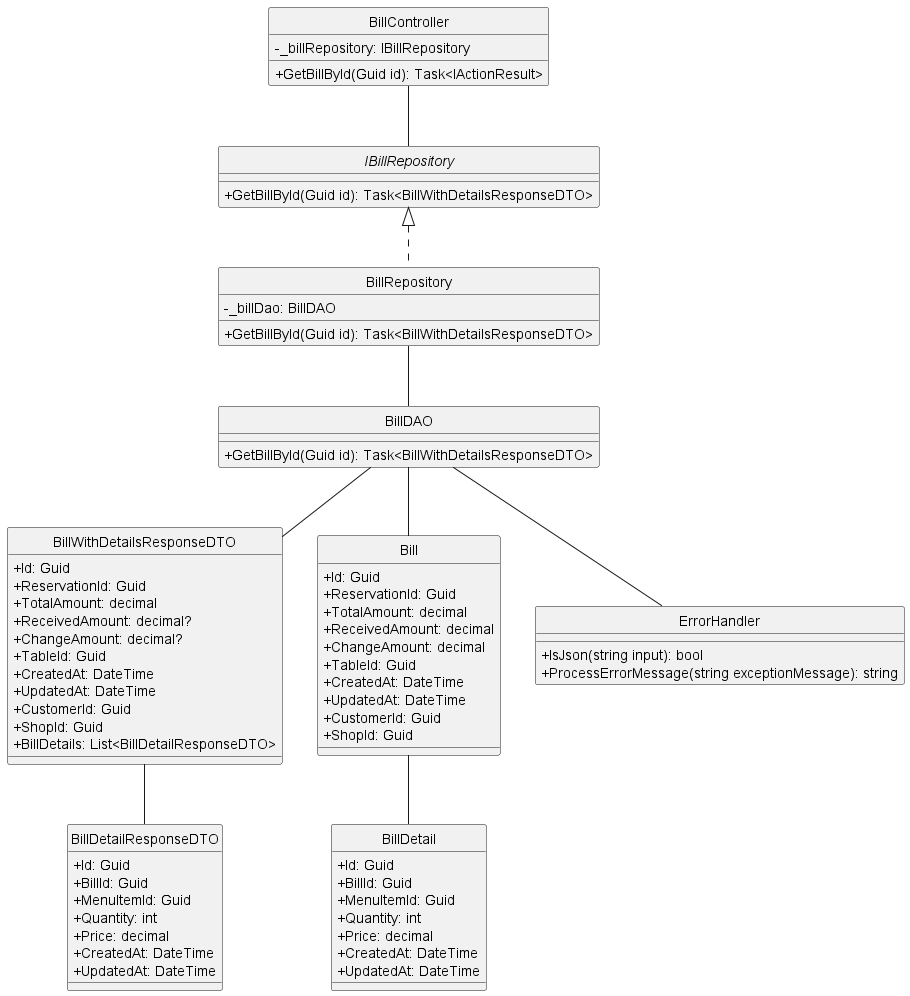 BillController
-_billRepository: IBillRepository
+GetBillById(Guid id): Task<IActionResult>
IBillRepository
+GetBillById(Guid id): Task<BillWithDetailsResponseDTO>
BillRepository
-_billDao: BillDAO
+GetBillById(Guid id): Task<BillWithDetailsResponseDTO>
BillDAO
+GetBillById(Guid id): Task<BillWithDetailsResponseDTO>
BillWithDetailsResponseDTO
+Id: Guid
+ReservationId: Guid
+TotalAmount: decimal
+ReceivedAmount: decimal?
+ChangeAmount: decimal?
+TableId: Guid
+CreatedAt: DateTime
+UpdatedAt: DateTime
+CustomerId: Guid
+ShopId: Guid
+BillDetails: List<BillDetailResponseDTO>
Bill
+Id: Guid
+ReservationId: Guid
+TotalAmount: decimal
+ReceivedAmount: decimal
+ChangeAmount: decimal
+TableId: Guid
+CreatedAt: DateTime
+UpdatedAt: DateTime
+CustomerId: Guid
+ShopId: Guid
ErrorHandler
+IsJson(string input): bool
+ProcessErrorMessage(string exceptionMessage): string
BillDetailResponseDTO
+Id: Guid
+BillId: Guid
+MenuItemId: Guid
+Quantity: int
+Price: decimal
+CreatedAt: DateTime
+UpdatedAt: DateTime
BillDetail
+Id: Guid
+BillId: Guid
+MenuItemId: Guid
+Quantity: int
+Price: decimal
+CreatedAt: DateTime
+UpdatedAt: DateTime